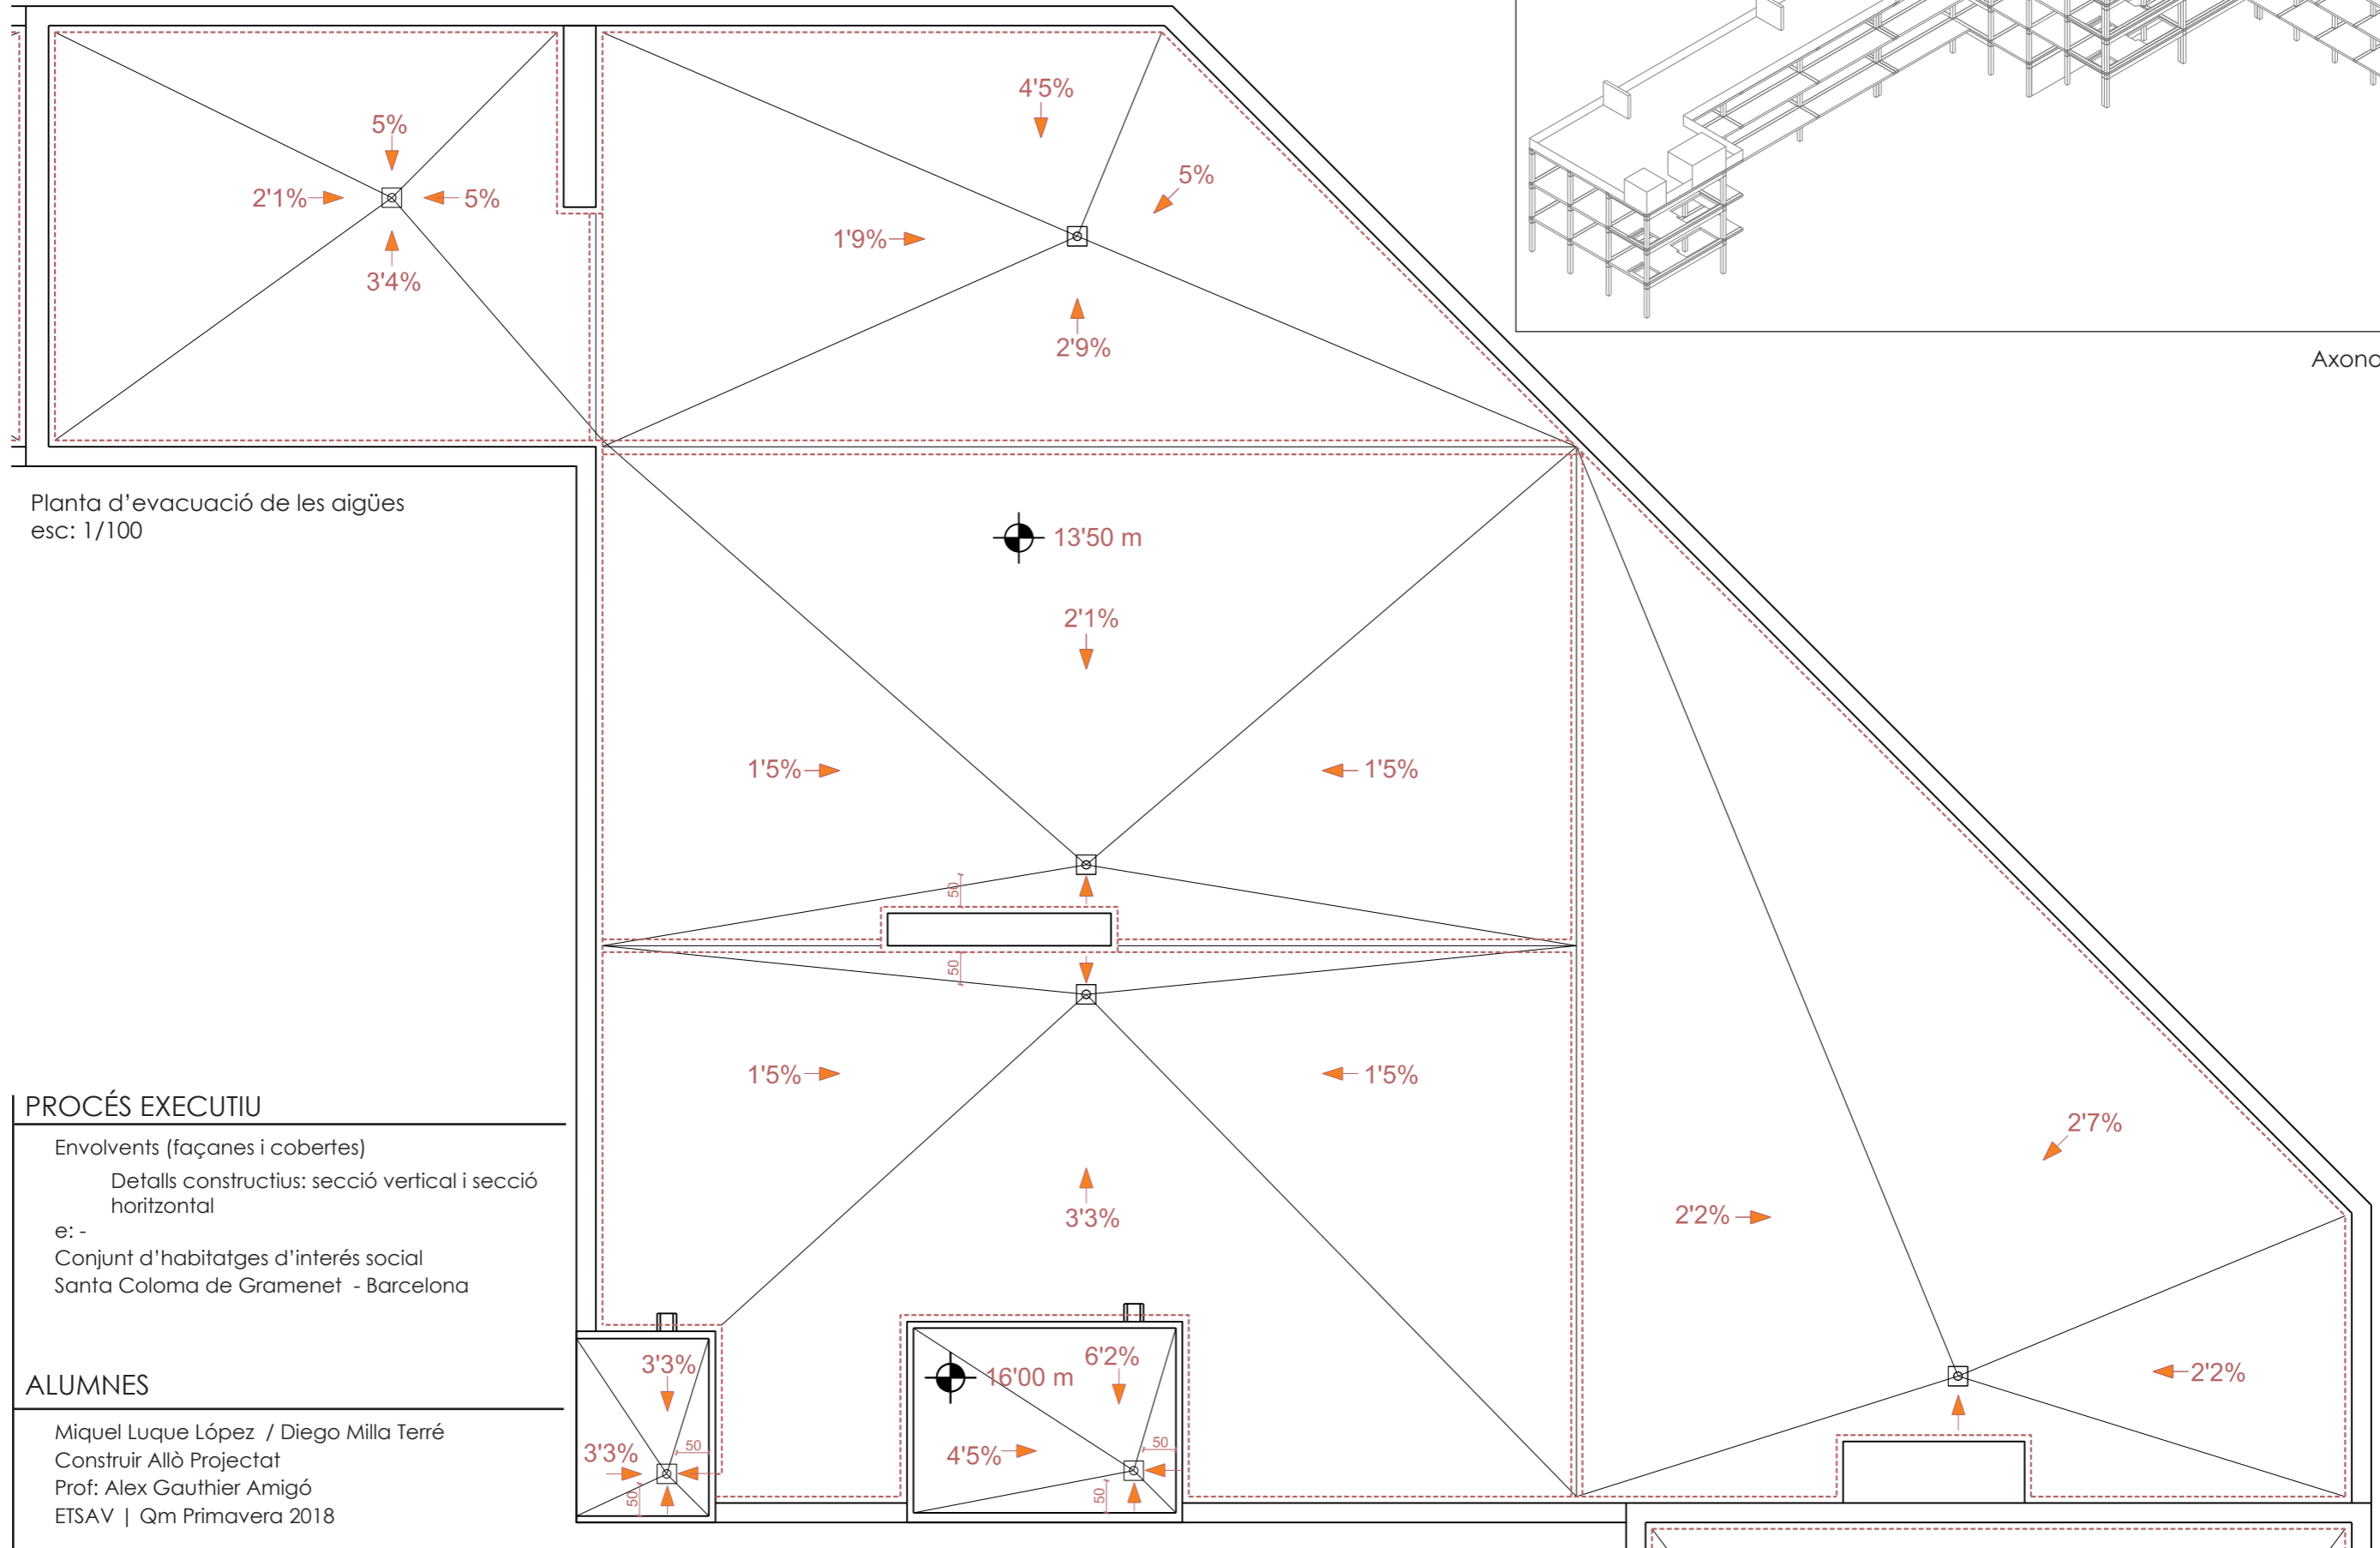 4'5%
5%
5%
2'1%
5%
1'9%
3'4%
2'9%
Axono
Planta d'evacuació de les aigües
esc: 1/100
13'50 m
2'1%
1'5%
1'5%
50
50
1'5%
1'5%
PROCÉS EXECUTIU
Envolvents (façanes i cobertes)
Detalls constructius: secció vertical i secció
horitzontal
e: -
Conjunt d'habitatges d'interés social
Santa Coloma de Gramenet - Barcelona
2'7%
3'3%
2'2%
3'3%
16'00 m
6'2%
2'2%
ALUMNES
Miquel Luque López / Diego Milla Terré
Construir Allò Projectat
Prof: Alex Gauthier Amigó
ETSAV | Qm Primavera 2018
3'3%
50
50
4'5%
50
50